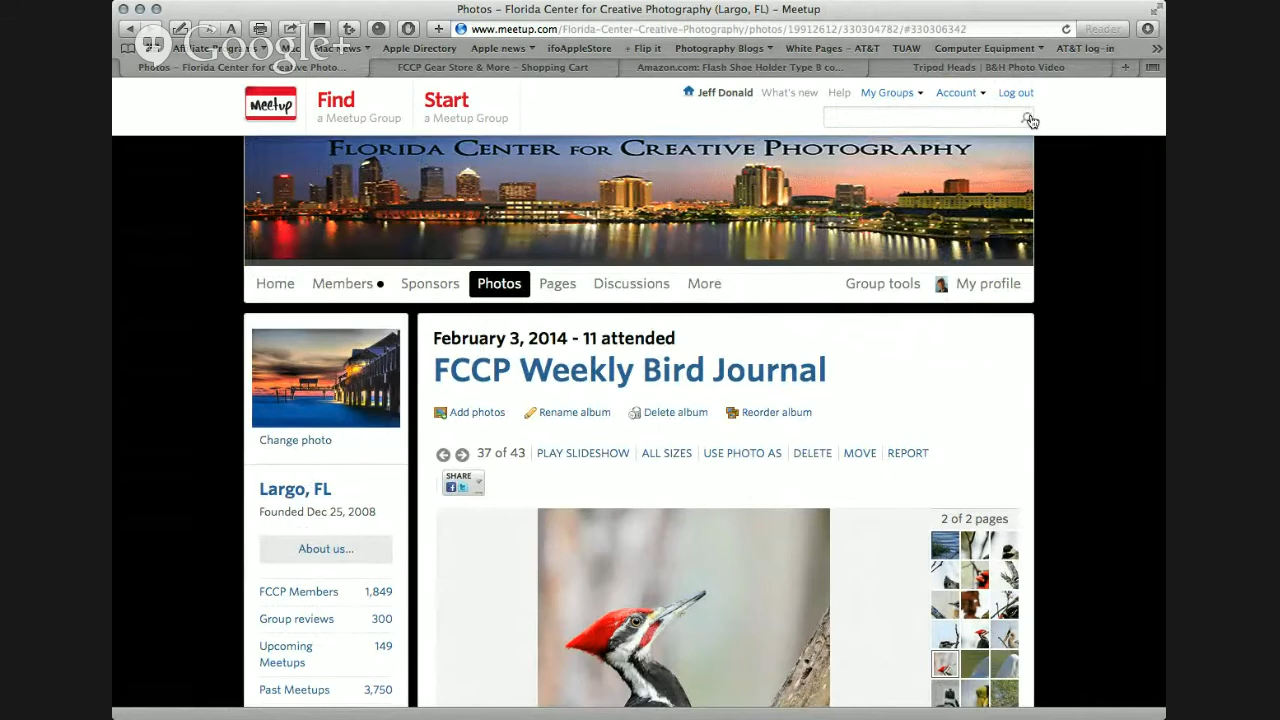 Photos – Florida Center for Creative Photography (Largo, FL) – Meetup
A
www.meetup.com/Florida-Center-Creative-Photography/photos/19912612/330304782/#330306342
Reader
Google+
Mac News
Apple Directory
Apple news
ifoAppleStore
+ Flip it
Photography Blogs
White Pages – AT&T
TUAW
Computer Equipment
AT&T log-in
Photos – Florida Center for Creative Photo...
FCCP Gear Store & More – Shopping Cart
Amazon.com: Flash Shoe Holder Type B co...
Tripod Heads | B&H Photo Video
Meetup
Find
a Meetup Group
Start
a Meetup Group
Jeff Donald
What's new
Help
My Groups
Account
Log out
FLORIDA CENTER FOR CREATIVE PHOTOGRAPHY
Home
Members
Sponsors
Photos
Pages
Discussions
More
Group tools
My profile
Change photo
Largo, FL
Founded Dec 25, 2008
About us...
FCCP Members 1,849
Group reviews 300
Upcoming
Meetups 149
Past Meetups 3,750
February 3, 2014 - 11 attended
FCCP Weekly Bird Journal
Add photos
Rename album
Delete album
Reorder album
37 of 43
PLAY SLIDESHOW
ALL SIZES
USE PHOTO AS
DELETE
MOVE
REPORT
SHARE
2 of 2 pages